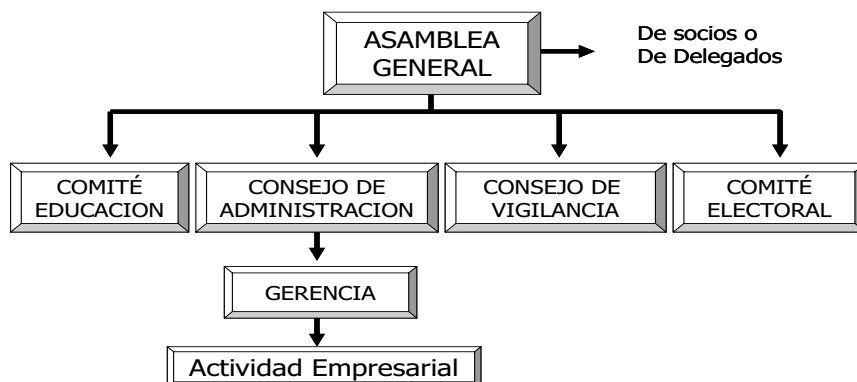 ASAMBLEA
GENERAL
De socios o
De Delegados
COMITÉ
EDUCACION
CONSEJO DE
ADMINISTRACION
CONSEJO DE
VIGILANCIA
COMITÉ
ELECTORAL
GERENCIA
Actividad Empresarial